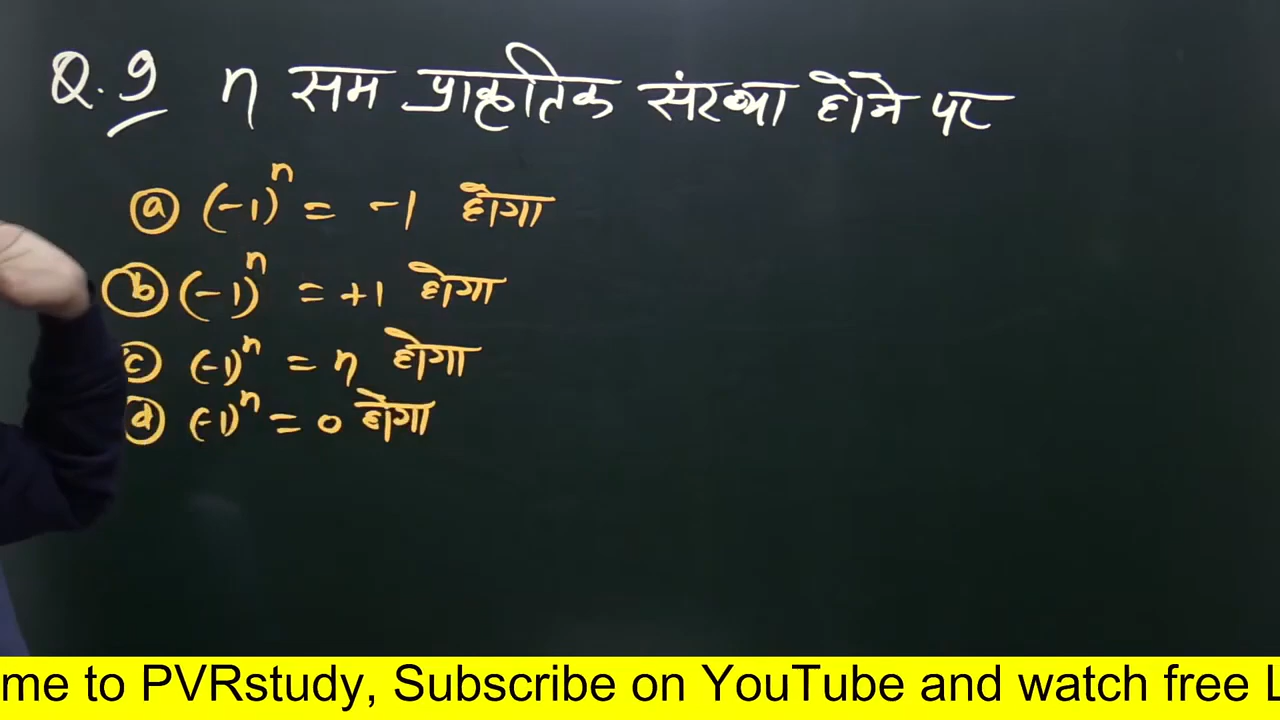 Q.9 n सम प्राकृतिक संख्या होने पर
(a) (-1)^n = -1 होगा
(b) (-1)^n = +1 होगा
(c) (-1)^n = n होगा
(d) (-1)^n = 0 होगा
me to PVRstudy, Subscribe on YouTube and watch free L